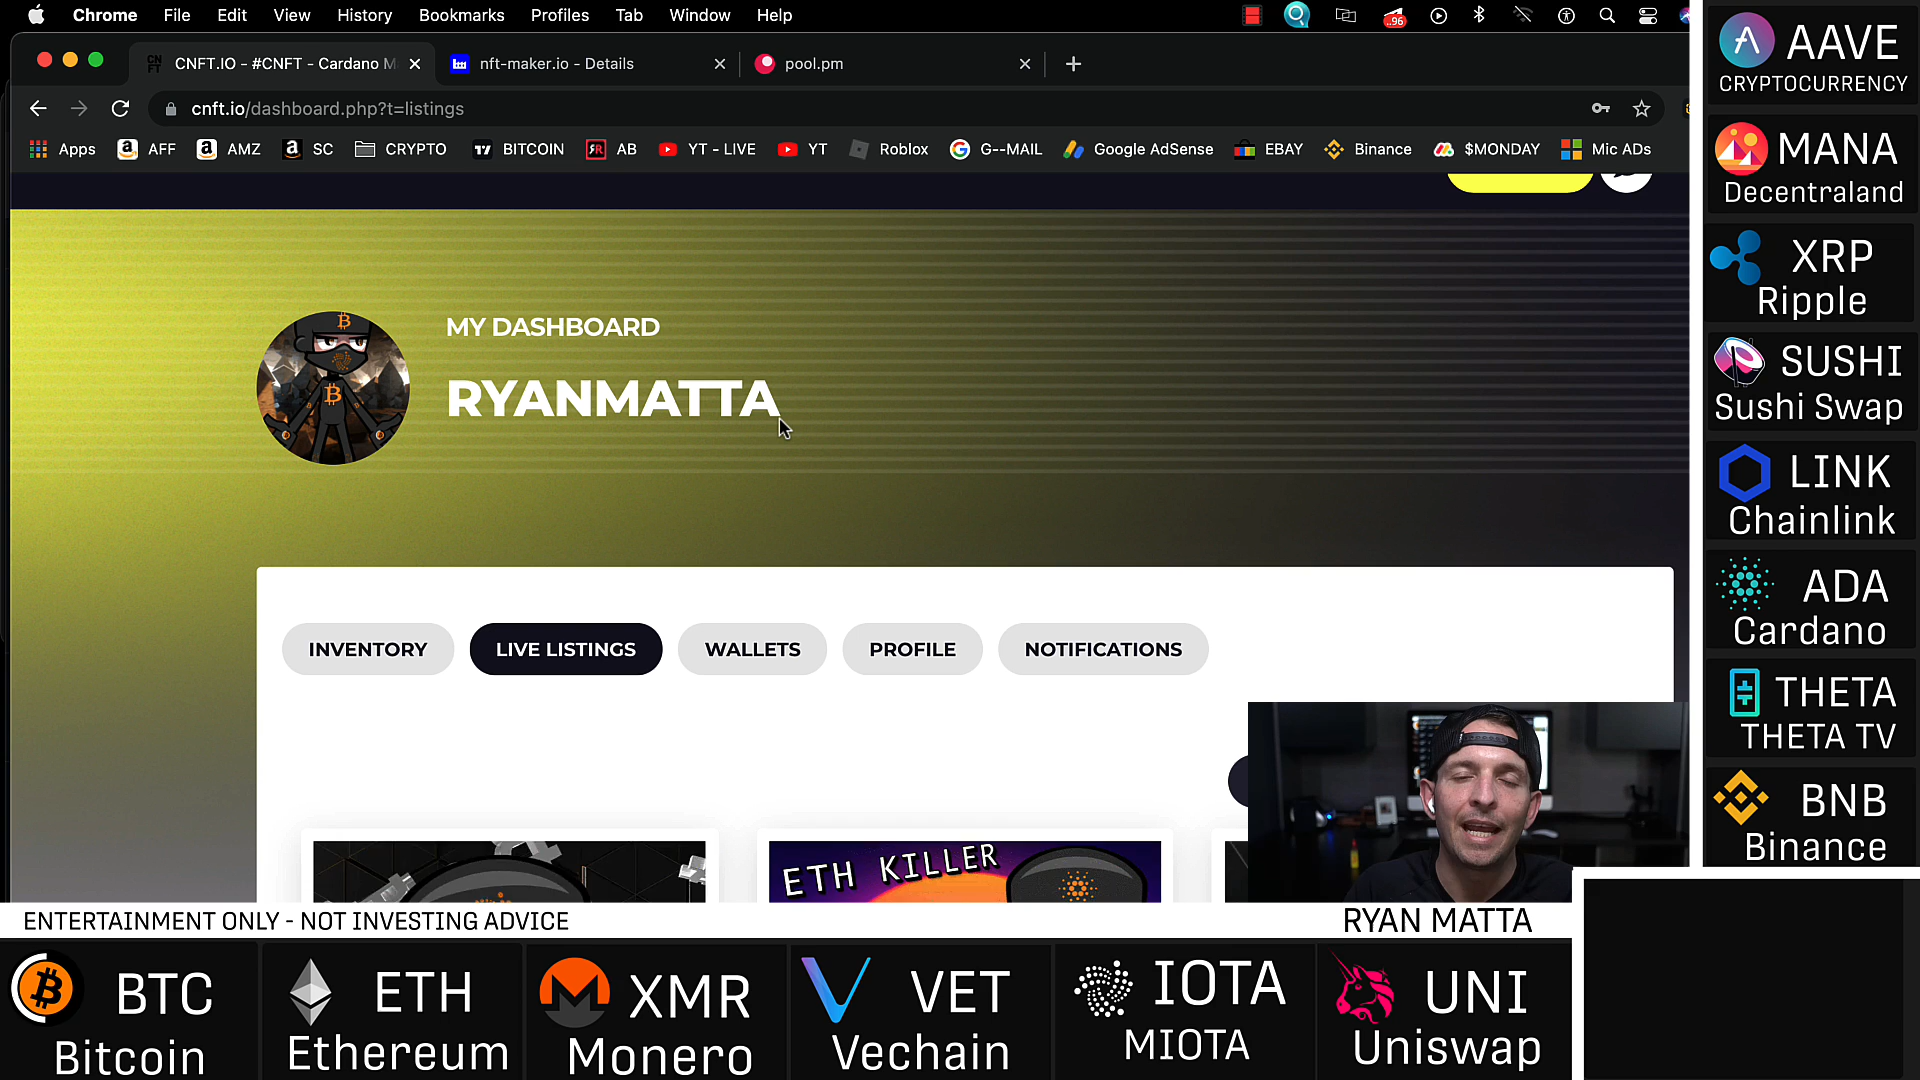 Chrome File Edit View History Bookmarks Profiles Tab Window Help
..96
CNFT.IO - #CNFT - Cardano M
nft-maker.io - Details
pool.pm
cnft.io/dashboard.php?t=listings
Apps AFF AMZ SC CRYPTO BITCOIN AB YT - LIVE YT Roblox G--MAIL Google AdSense EBAY Binance $MONDAY Mic ADs
MY DASHBOARD
RYANMATTA
INVENTORY LIVE LISTINGS WALLETS PROFILE NOTIFICATIONS
ETH KILLER
AAVE
CRYPTOCURRENCY
MANA
Decentraland
XRP
Ripple
SUSHI
Sushi Swap
LINK
Chainlink
ADA
Cardano
THETA
THETA TV
BNB
Binance
ENTERTAINMENT ONLY - NOT INVESTING ADVICE
RYAN MATTA
BTC
Bitcoin
ETH
Ethereum
XMR
Monero
VET
Vechain
IOTA
MIOTA
UNI
Uniswap